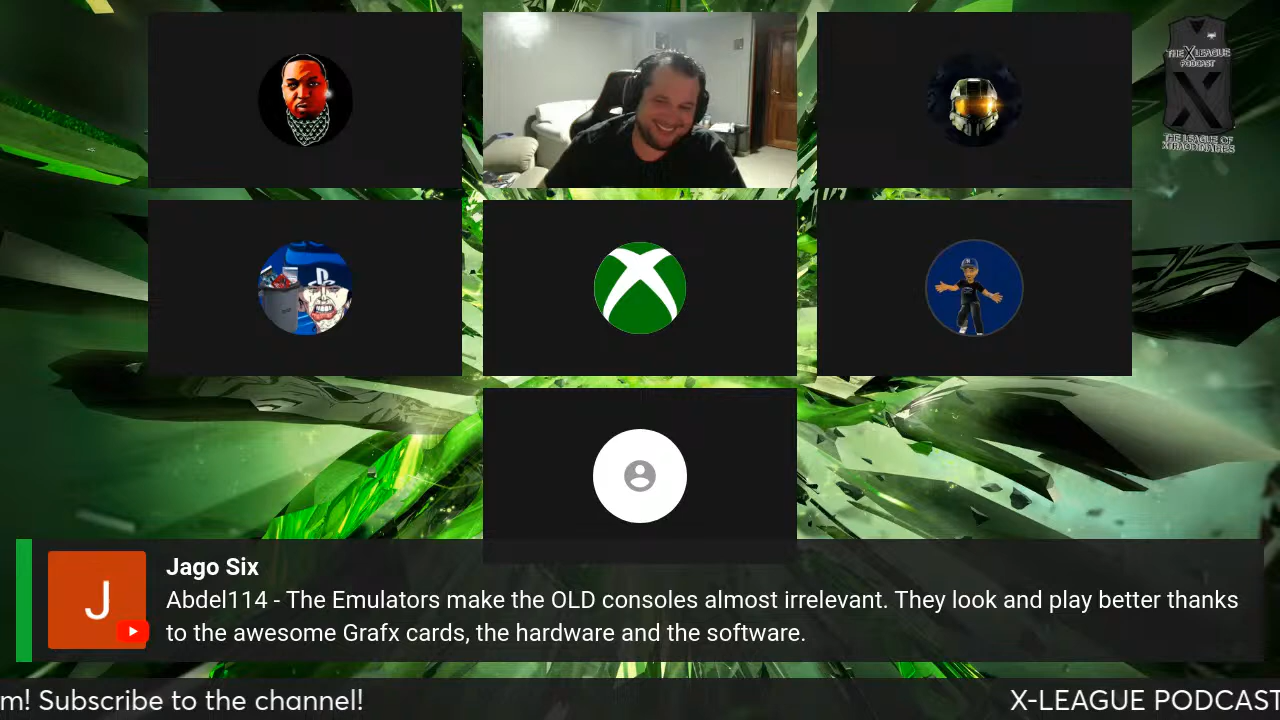 THE X LEAGUE
PODCAST
X
THE LEAGUE OF
XTRAODINARIES
J
Jago Six
Abdel114 - The Emulators make the OLD consoles almost irrelevant. They look and play better thanks
to the awesome Grafx cards, the hardware and the software.
m! Subscribe to the channel!
X-LEAGUE PODCAST